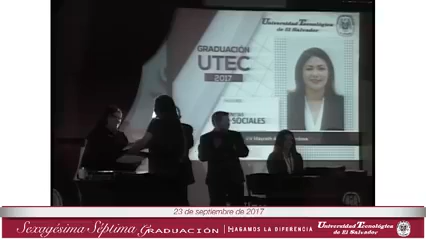 Universidad Tecnológica
de El Salvador
GRADUACIÓN
UTEC
2017
SOCIALES
23 de septiembre de 2017
Sexagésima Séptima GRADUACIÓN
HAGAMOS LA DIFERENCIA
Universidad Tecnológica
de El Salvador